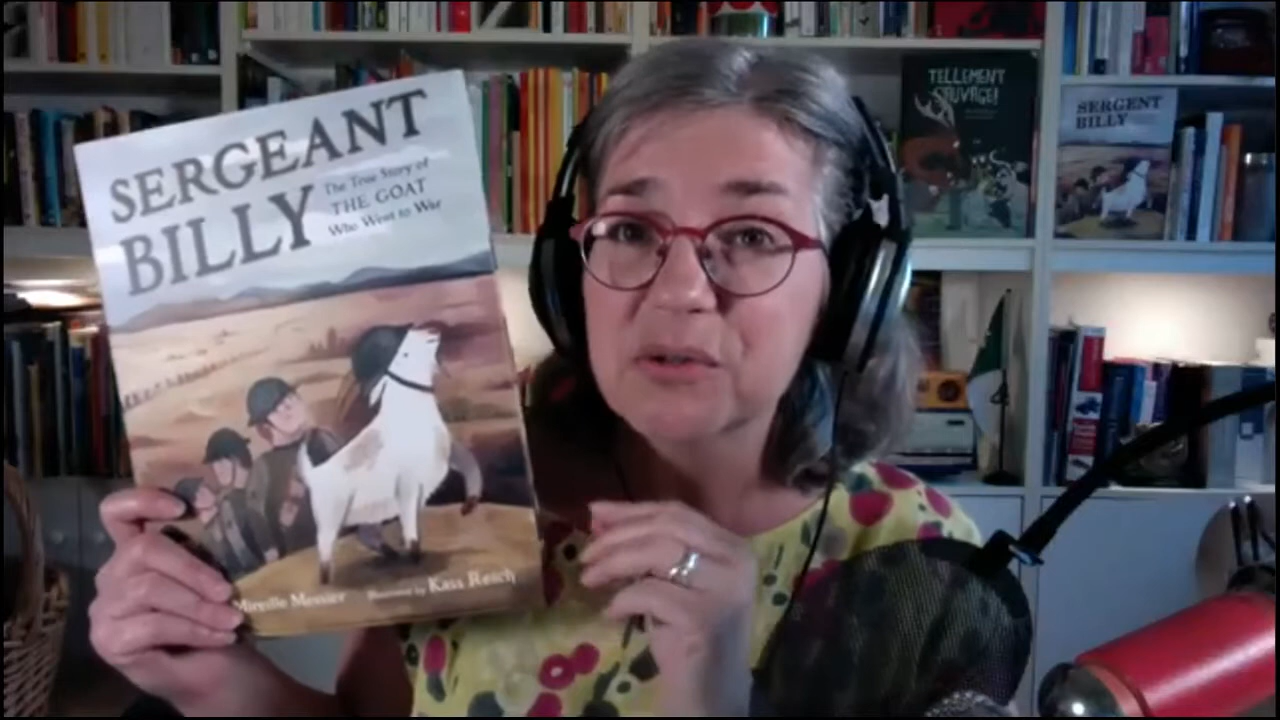 SERGEANT
BILLY
The True Story of
THE GOAT
Who Went to War
Mireille Messier
Illustrated by Kass Reich
TELLEMENT
SAUVAGE!
SERGENT
BILLY